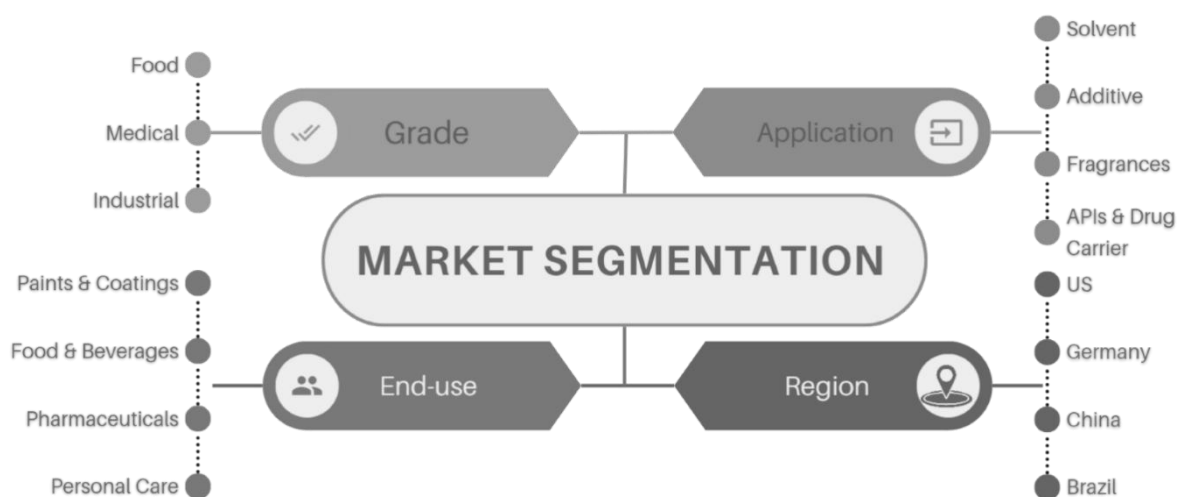 Food
Medical
Industrial
Grade
Application
Solvent
Additive
Fragrances
APIs & Drug
Carrier
MARKET SEGMENTATION
Paints & Coatings
Food & Beverages
Pharmaceuticals
Personal Care
End-use
Region
US
Germany
China
Brazil